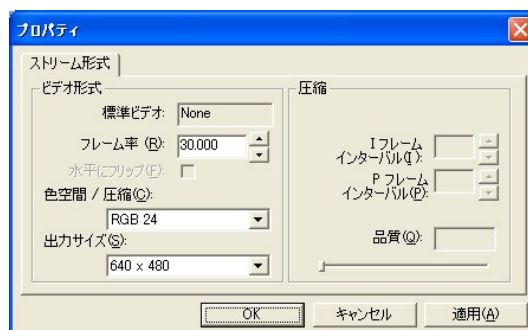 プロパティ
ストリーム形式
ビデオ形式
標準ビデオ: None
フレーム率 (R): 30.000
水平にフリップ(F):
色空間 / 圧縮(C):
RGB 24
出力サイズ(S):
640 x 480
圧縮
I フレーム
インターバル(I):
P フレーム
インターバル(P):
品質(Q):
OK キャンセル 適用(A)